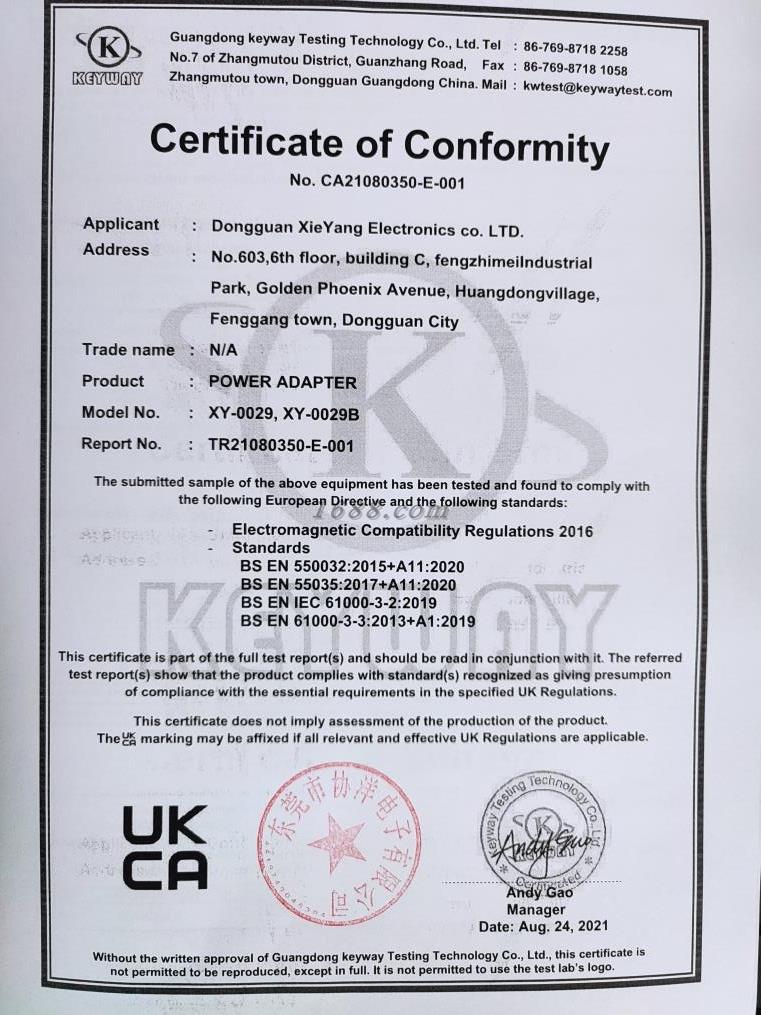 K
KEYWAY
Guangdong keyway Testing Technology Co., Ltd. Tel : 86-769-8718 2258
No.7 of Zhangmutou District, Guanzhang Road, Fax : 86-769-8718 1058
Zhangmutou town, Dongguan Guangdong China. Mail : kwtest@keywaytest.com
Certificate of Conformity
No. CA21080350-E-001
Applicant : Dongguan XieYang Electronics co. LTD.
Address : No.603,6th floor, building C, fengzhimeiIndustrial
Park, Golden Phoenix Avenue, Huangdongvillage,
Fenggang town, Dongguan City
Trade name : N/A
Product : POWER ADAPTER
Model No. : XY-0029, XY-0029B
Report No. : TR21080350-E-001
The submitted sample of the above equipment has been tested and found to comply with
the following European Directive and the following standards:
1688.com
- Electromagnetic Compatibility Regulations 2016
- Standards
BS EN 550032:2015+A11:2020
BS EN 55035:2017+A11:2020
BS EN IEC 61000-3-2:2019
BS EN 61000-3-3:2013+A1:2019
K
KEYWAY
This certificate is part of the full test report(s) and should be read in conjunction with it. The referred
test report(s) show that the product complies with standard(s) recognized as giving presumption
of compliance with the essential requirements in the specified UK Regulations.
This certificate does not imply assessment of the production of the product.
The UKCA marking may be affixed if all relevant and effective UK Regulations are applicable.
UK
CA
东莞市协洋电子有限公司
Keyway Testing Technology Co., Ltd
K
KEYWAY
Certificated
Andy Guo
Andy Gao
Manager
Date: Aug. 24, 2021
Without the written approval of Guangdong keyway Testing Technology Co., Ltd., this certificate is
not permitted to be reproduced, except in full. It is not permitted to use the test lab's logo.